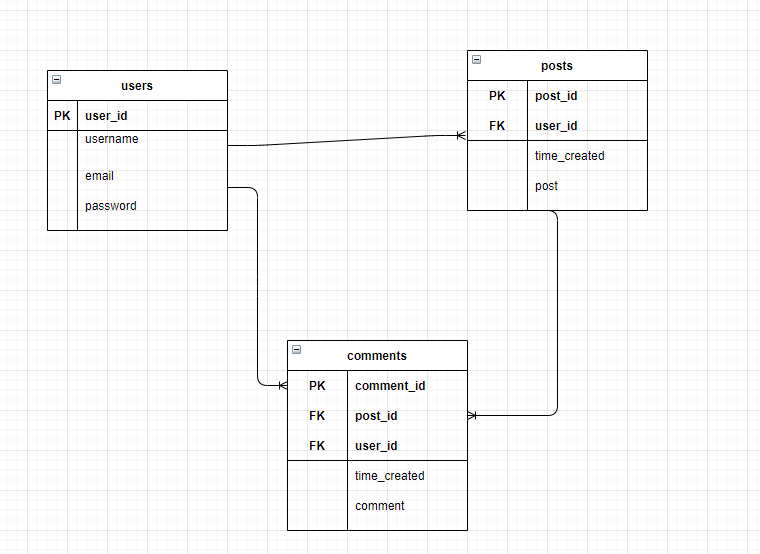 users
PK user_id
username
email
password
posts
PK post_id
FK user_id
time_created
post
comments
PK comment_id
FK post_id
FK user_id
time_created
comment